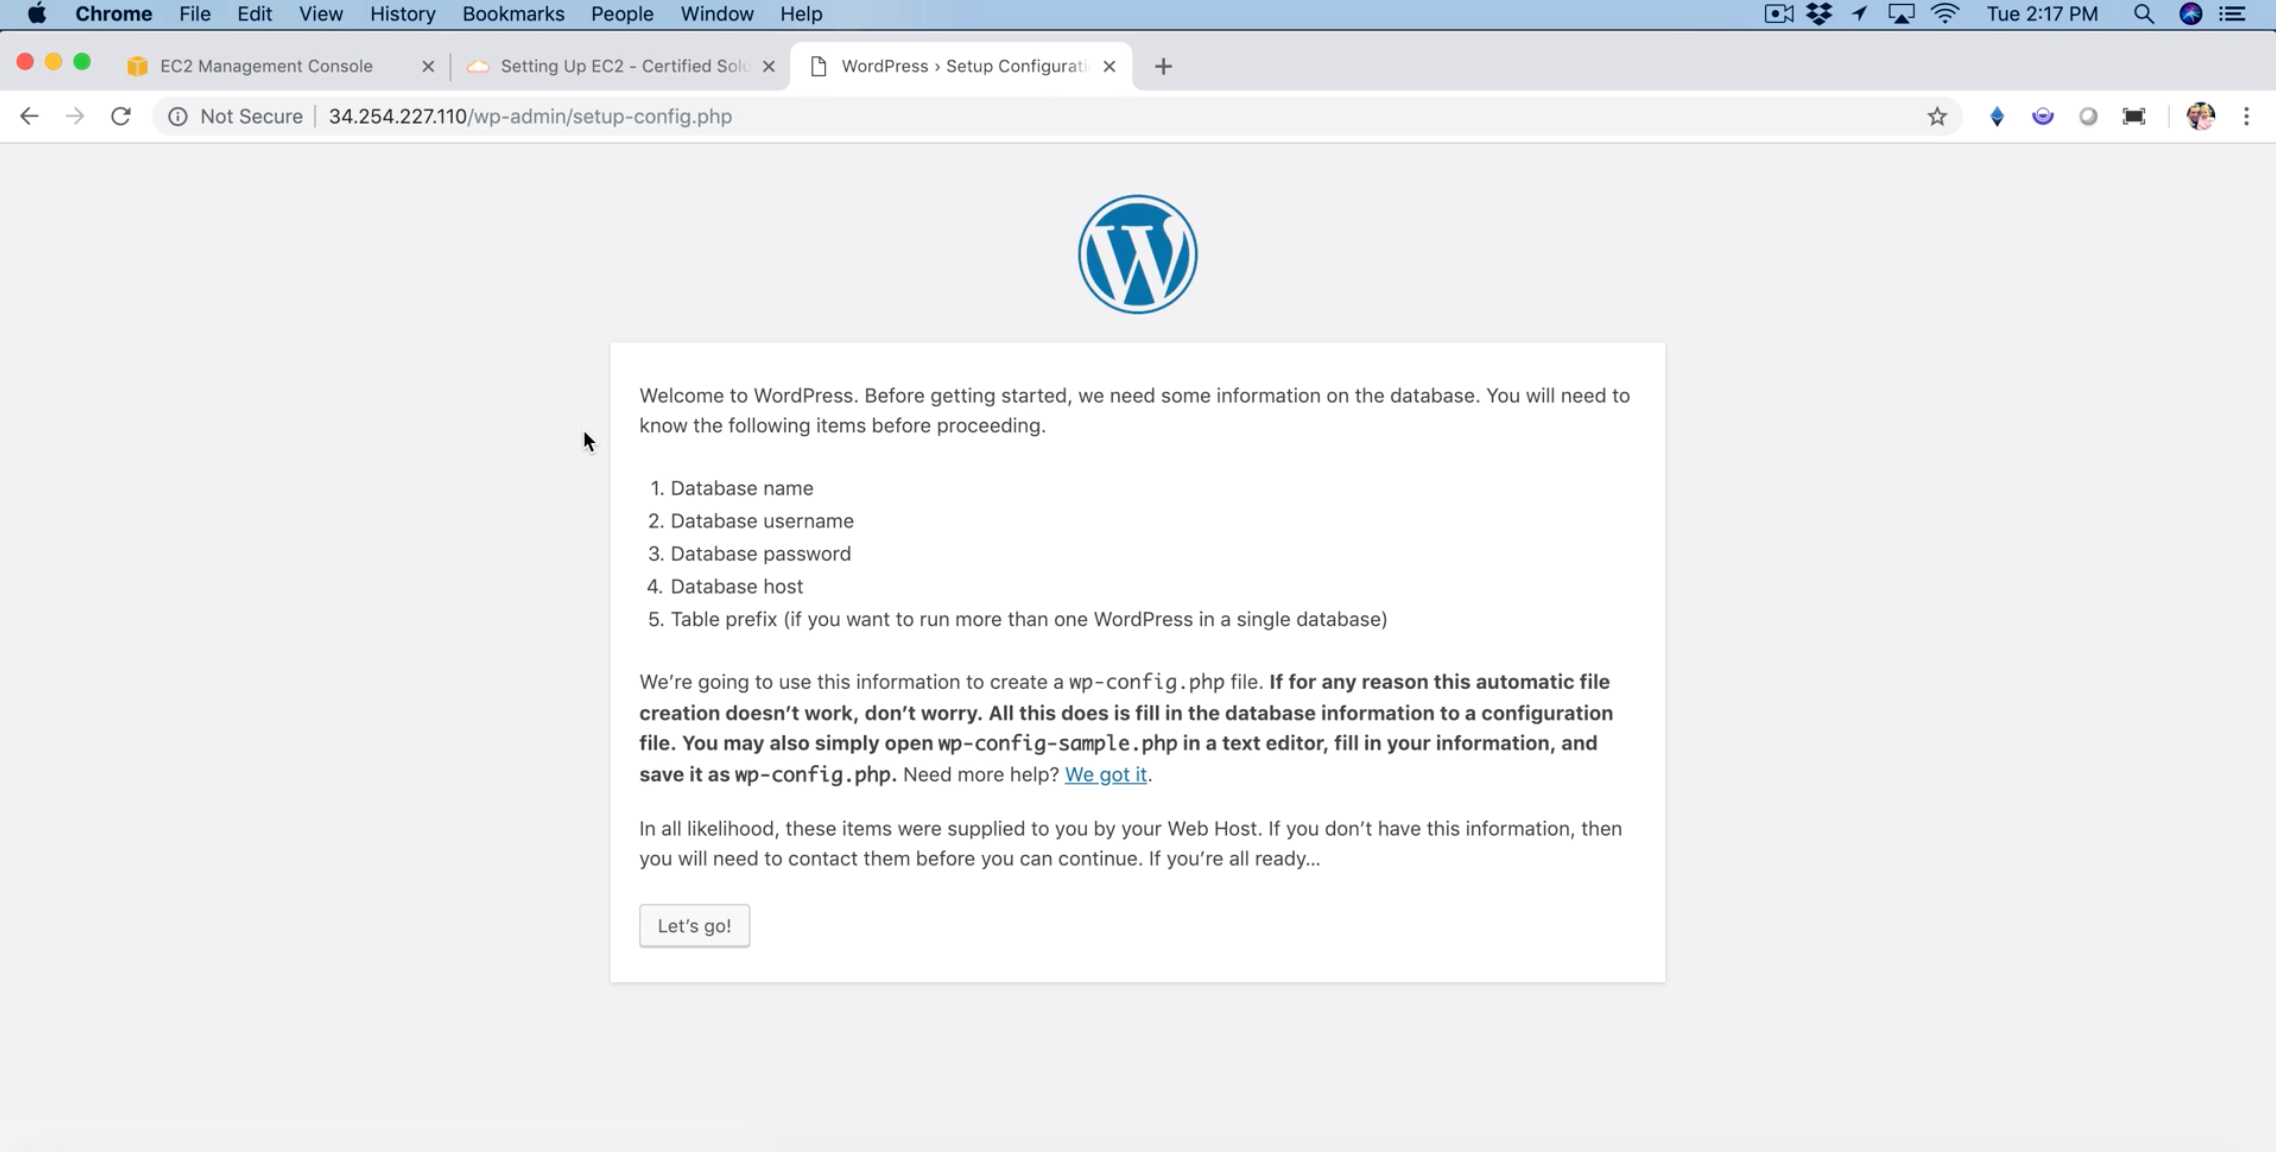 Chrome File Edit View History Bookmarks People Window Help Tue 2:17 PM
EC2 Management Console Setting Up EC2 - Certified Solu WordPress › Setup Configurati
Not Secure 34.254.227.110/wp-admin/setup-config.php
Welcome to WordPress. Before getting started, we need some information on the database. You will need to
know the following items before proceeding.
1. Database name
2. Database username
3. Database password
4. Database host
5. Table prefix (if you want to run more than one WordPress in a single database)
We’re going to use this information to create a wp-config.php file. If for any reason this automatic file
creation doesn’t work, don’t worry. All this does is fill in the database information to a configuration
file. You may also simply open wp-config-sample.php in a text editor, fill in your information, and
save it as wp-config.php. Need more help? We got it.
In all likelihood, these items were supplied to you by your Web Host. If you don’t have this information, then
you will need to contact them before you can continue. If you’re all ready…
Let’s go!